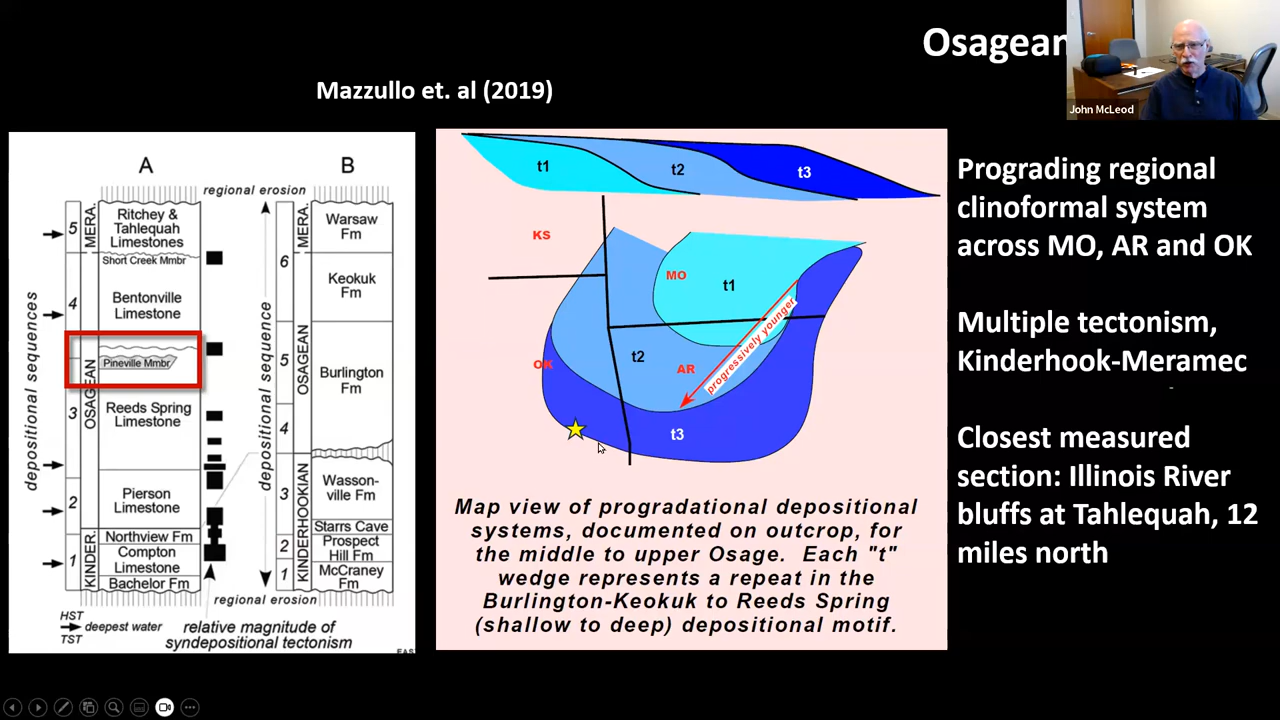 Osagean
John McLeod
Mazzullo et. al (2019)
A
B
regional erosion
depositional sequences
5
4
3
2
1
MERA.
OSAGEAN
KINDER.
Ritchey &
Tahlequah
Limestones
Short Creek Mmbr
Bentonville
Limestone
Pineville Mmbr
Reeds Spring
Limestone
Pierson
Limestone
Northview Fm
Compton
Limestone
Bachelor Fm
depositional sequence
6
5
4
3
2
1
MERA.
OSAGEAN
KINDERHOOKIAN
Warsaw
Fm
Keokuk
Fm
Burlington
Fm
Wasson-
ville Fm
Starrs Cave
Prospect
Hill Fm
McCraney
Fm
regional erosion
HST
deepest water
TST
relative magnitude of
syndepositional tectonism
t1
t2
t3
KS
MO
t1
t2
OK
AR
progressively younger
t3
Map view of progradational depositional
systems, documented on outcrop, for
the middle to upper Osage. Each "t"
wedge represents a repeat in the
Burlington-Keokuk to Reeds Spring
(shallow to deep) depositional motif.
Prograding regional
clinoformal system
across MO, AR and OK
Multiple tectonism,
Kinderhook-Meramec
Closest measured
section: Illinois River
bluffs at Tahlequah, 12
miles north